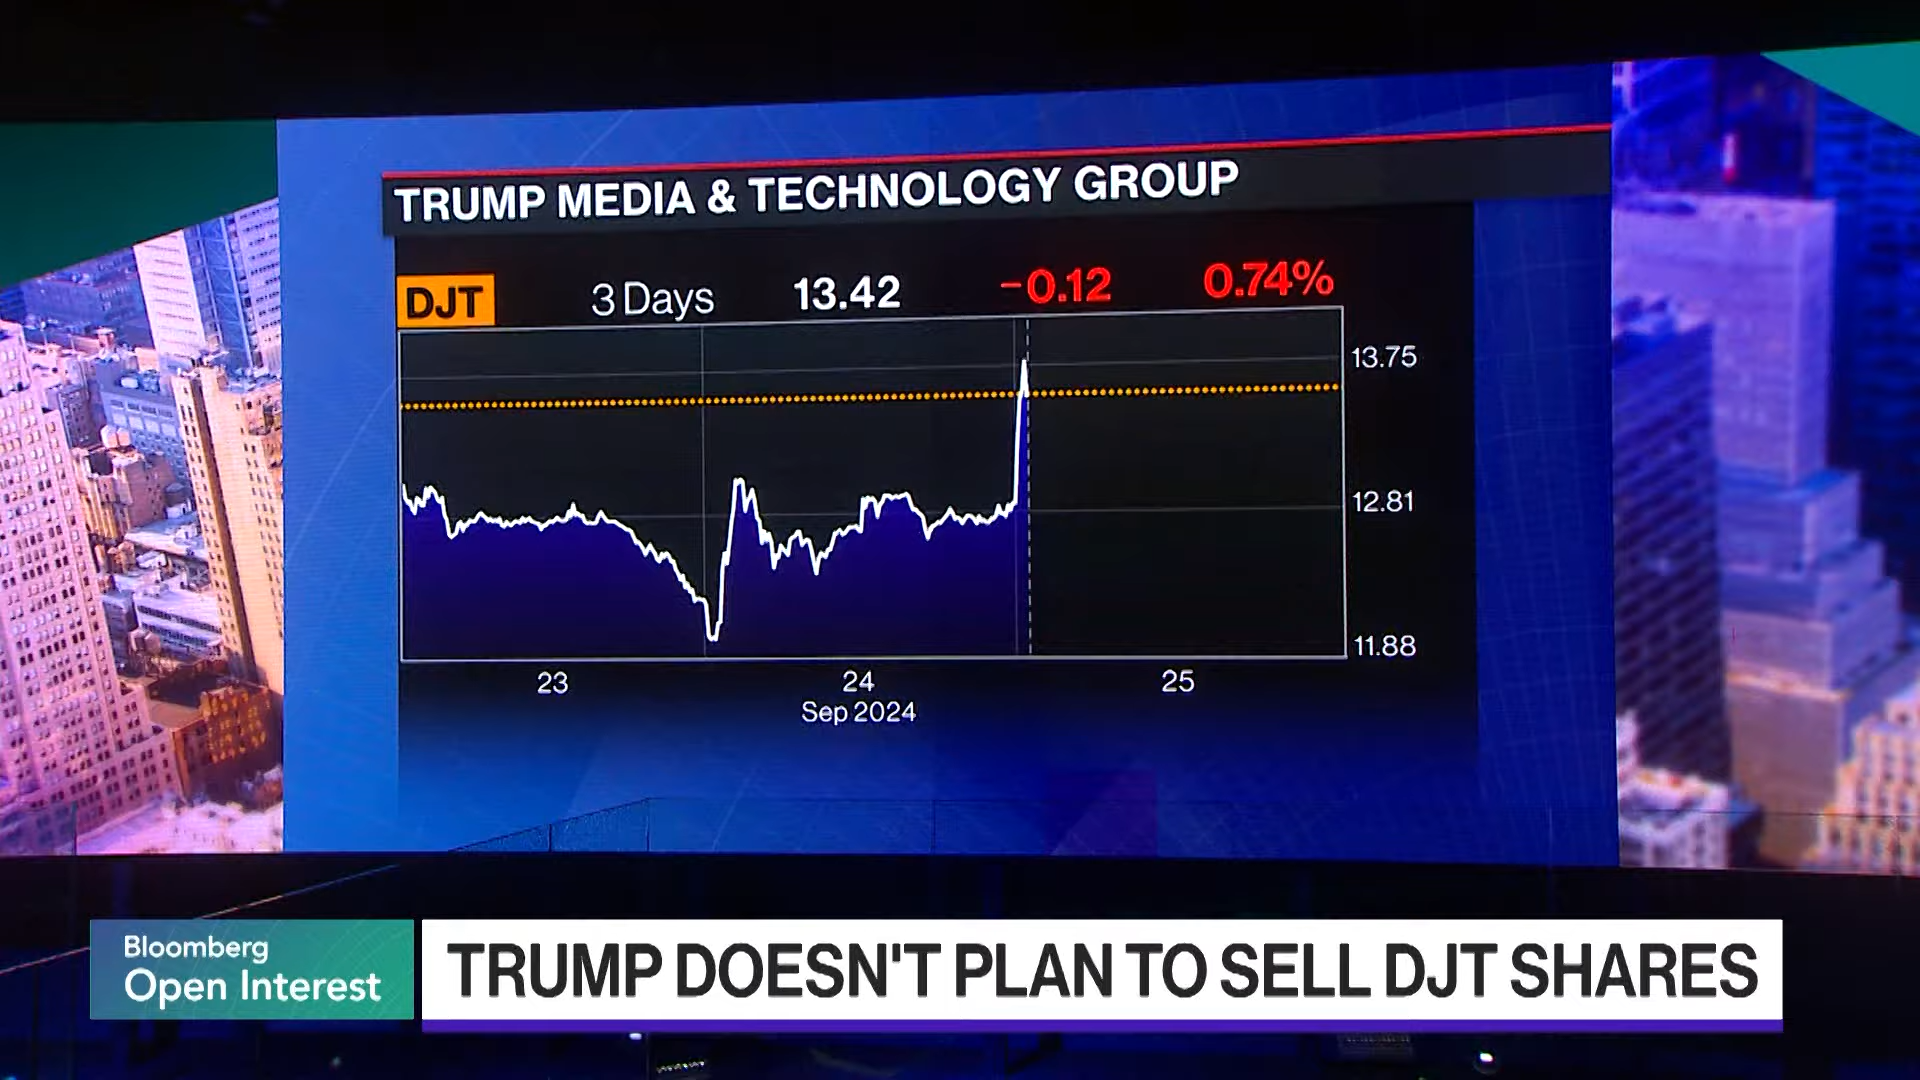 TRUMP MEDIA & TECHNOLOGY GROUP
DJT 3 Days 13.42 -0.12 0.74%
13.75
12.81
11.88
23 24 25
Sep 2024
Bloomberg
Open Interest
TRUMP DOESN'T PLAN TO SELL DJT SHARES